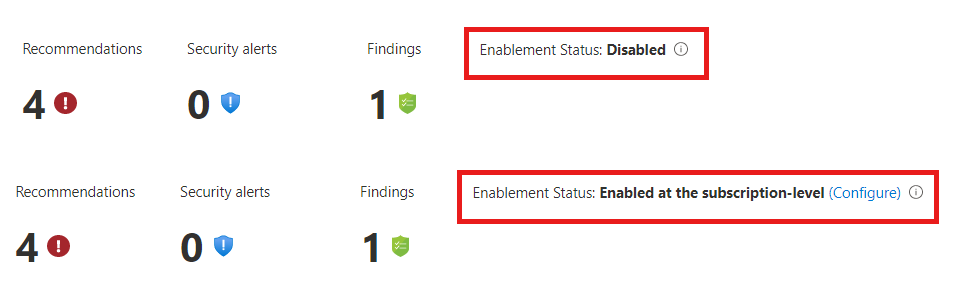 Recommendations Security alerts Findings Enablement Status: Disabled
4 0 1
Recommendations Security alerts Findings Enablement Status: Enabled at the subscription-level (Configure)
4 0 1